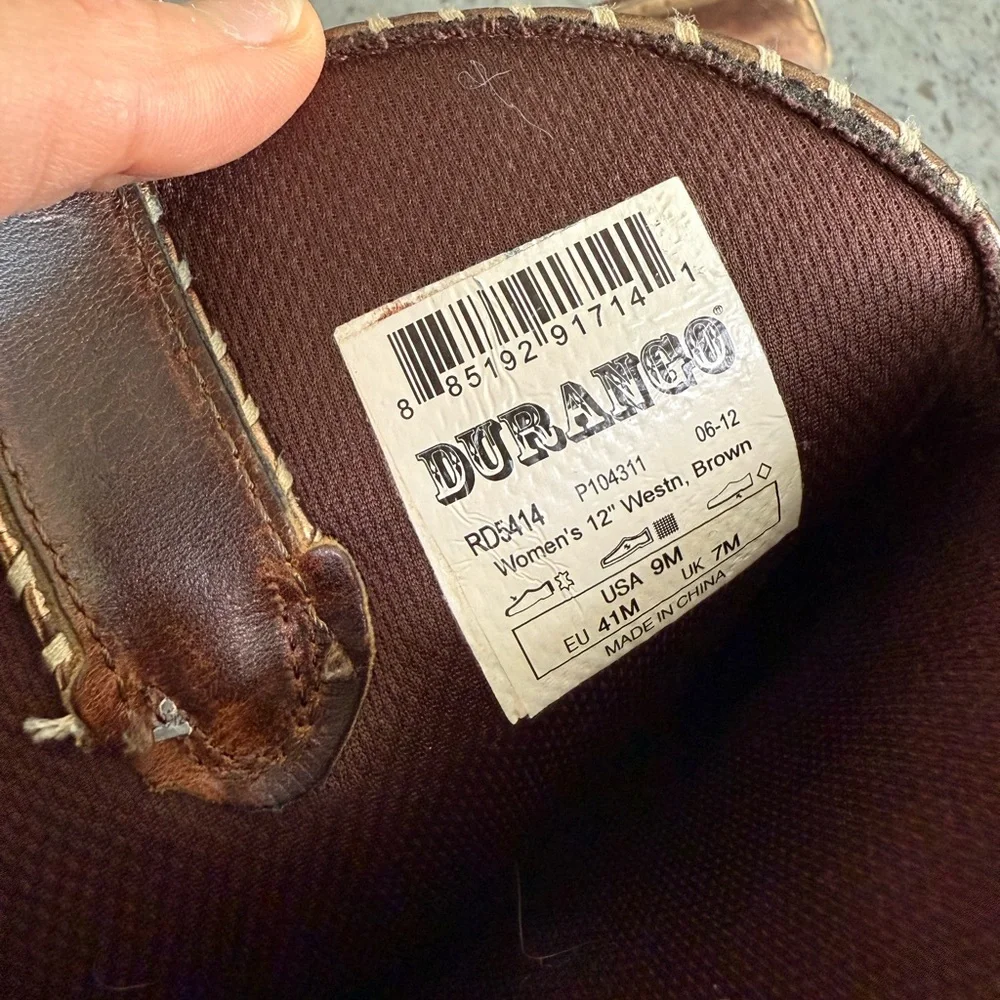 8 85192 91714 1
DURANGO®
RD5414 P104311 06-12
Women's 12" Westn, Brown
USA 9M
EU 41M UK 7M
MADE IN CHINA